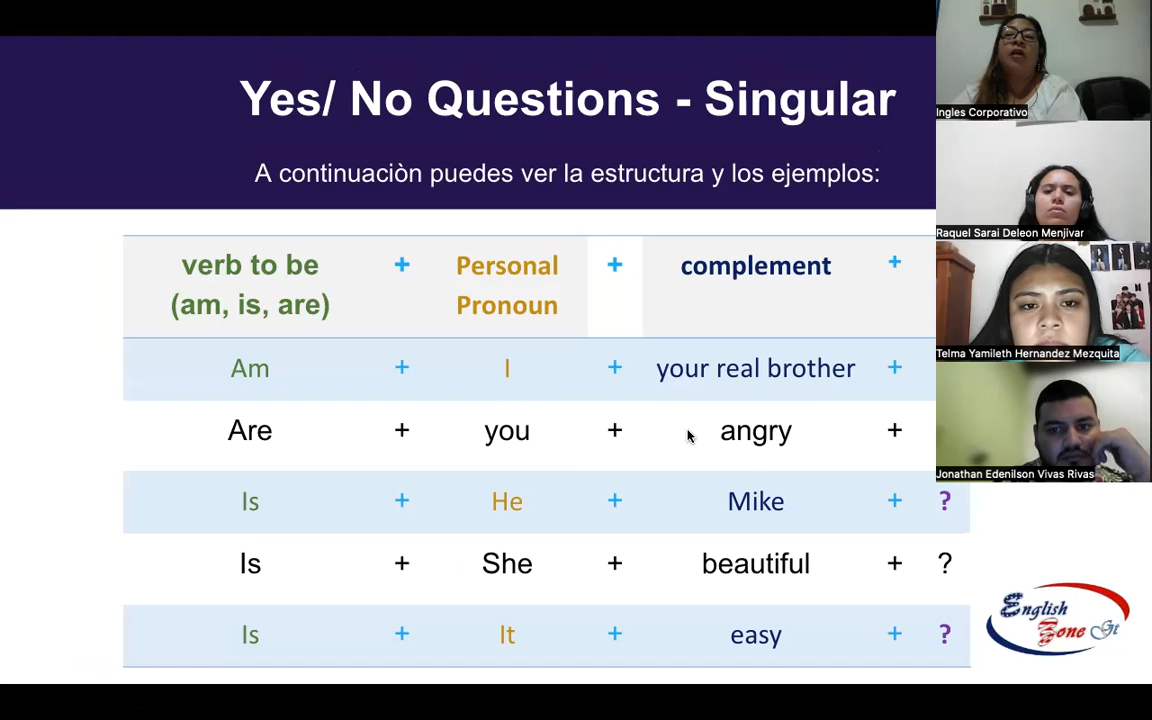 Yes/ No Questions - Singular
A continuaciòn puedes ver la estructura y los ejemplos:
verb to be (am, is, are) + Personal Pronoun + complement +
Am + I + your real brother +
Are + you + angry +
Is + He + Mike + ?
Is + She + beautiful + ?
Is + It + easy + ?
Ingles Corporativo
Raquel Sarai Deleon Menjivar
Telma Yamileth Hernandez Mezquita
Jonathan Edenilson Vivas Rivas
English
Zone Gt